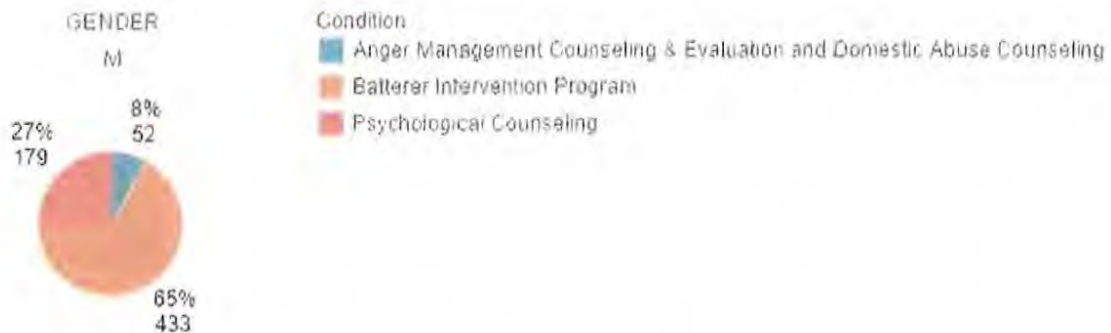 GENDER
M
Condition
Anger Management Counseling & Evaluation and Domestic Abuse Counseling
Batterer Intervention Program
Psychological Counseling
8%
52
27%
179
65%
433